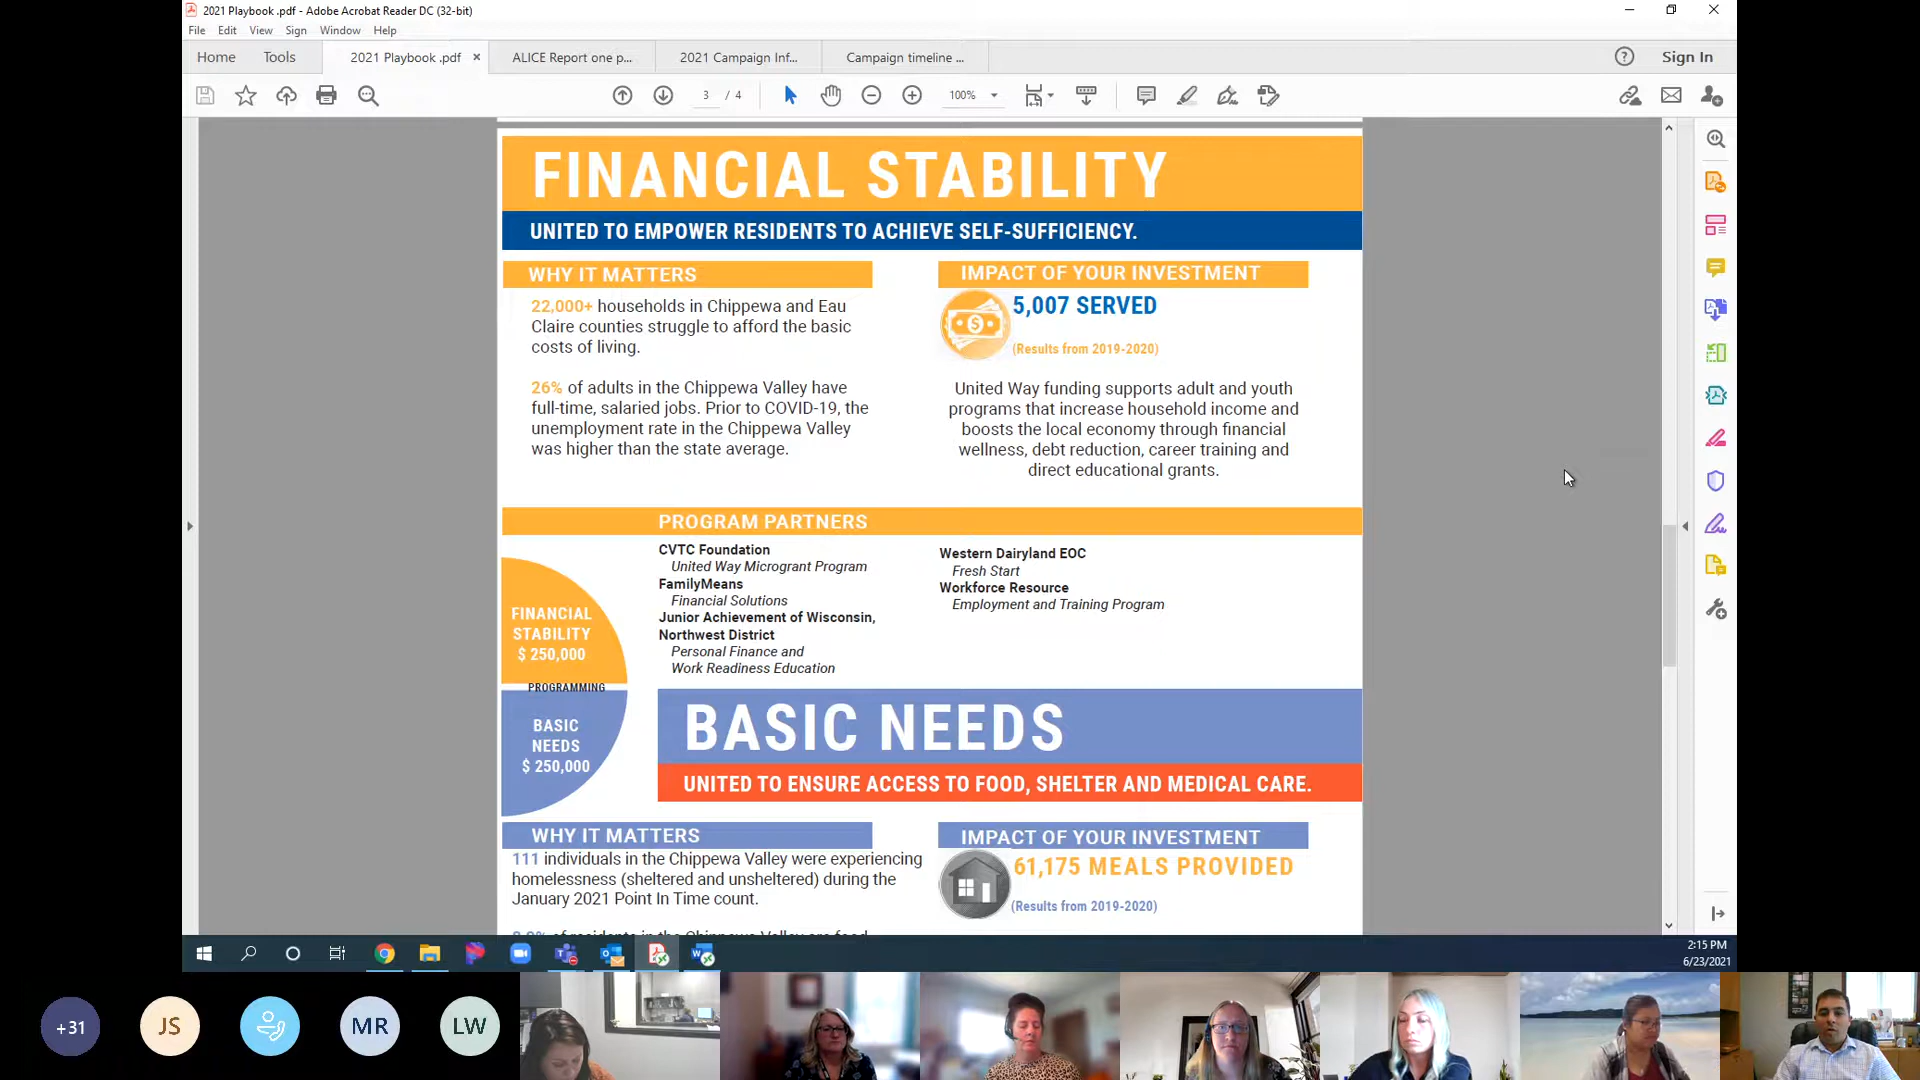 2021 Playbook .pdf - Adobe Acrobat Reader DC (32-bit)
File Edit View Sign Window Help
Home Tools 2021 Playbook .pdf × ALICE Report one p... 2021 Campaign Inf... Campaign timeline ... Sign In
3 / 4 100%
FINANCIAL STABILITY
UNITED TO EMPOWER RESIDENTS TO ACHIEVE SELF-SUFFICIENCY.
WHY IT MATTERS
22,000+ households in Chippewa and Eau
Claire counties struggle to afford the basic
costs of living.
26% of adults in the Chippewa Valley have
full-time, salaried jobs. Prior to COVID-19, the
unemployment rate in the Chippewa Valley
was higher than the state average.
IMPACT OF YOUR INVESTMENT
5,007 SERVED
(Results from 2019-2020)
United Way funding supports adult and youth
programs that increase household income and
boosts the local economy through financial
wellness, debt reduction, career training and
direct educational grants.
PROGRAM PARTNERS
CVTC Foundation
United Way Microgrant Program
FamilyMeans
Financial Solutions
Junior Achievement of Wisconsin,
Northwest District
Personal Finance and
Work Readiness Education
Western Dairyland EOC
Fresh Start
Workforce Resource
Employment and Training Program
FINANCIAL
STABILITY
$ 250,000
PROGRAMMING
BASIC
NEEDS
$ 250,000
BASIC NEEDS
UNITED TO ENSURE ACCESS TO FOOD, SHELTER AND MEDICAL CARE.
WHY IT MATTERS
111 individuals in the Chippewa Valley were experiencing
homelessness (sheltered and unsheltered) during the
January 2021 Point In Time count.
of residents in the Chippewa Valley are food
IMPACT OF YOUR INVESTMENT
61,175 MEALS PROVIDED
(Results from 2019-2020)
2:15 PM
6/23/2021
+31 JS MR LW